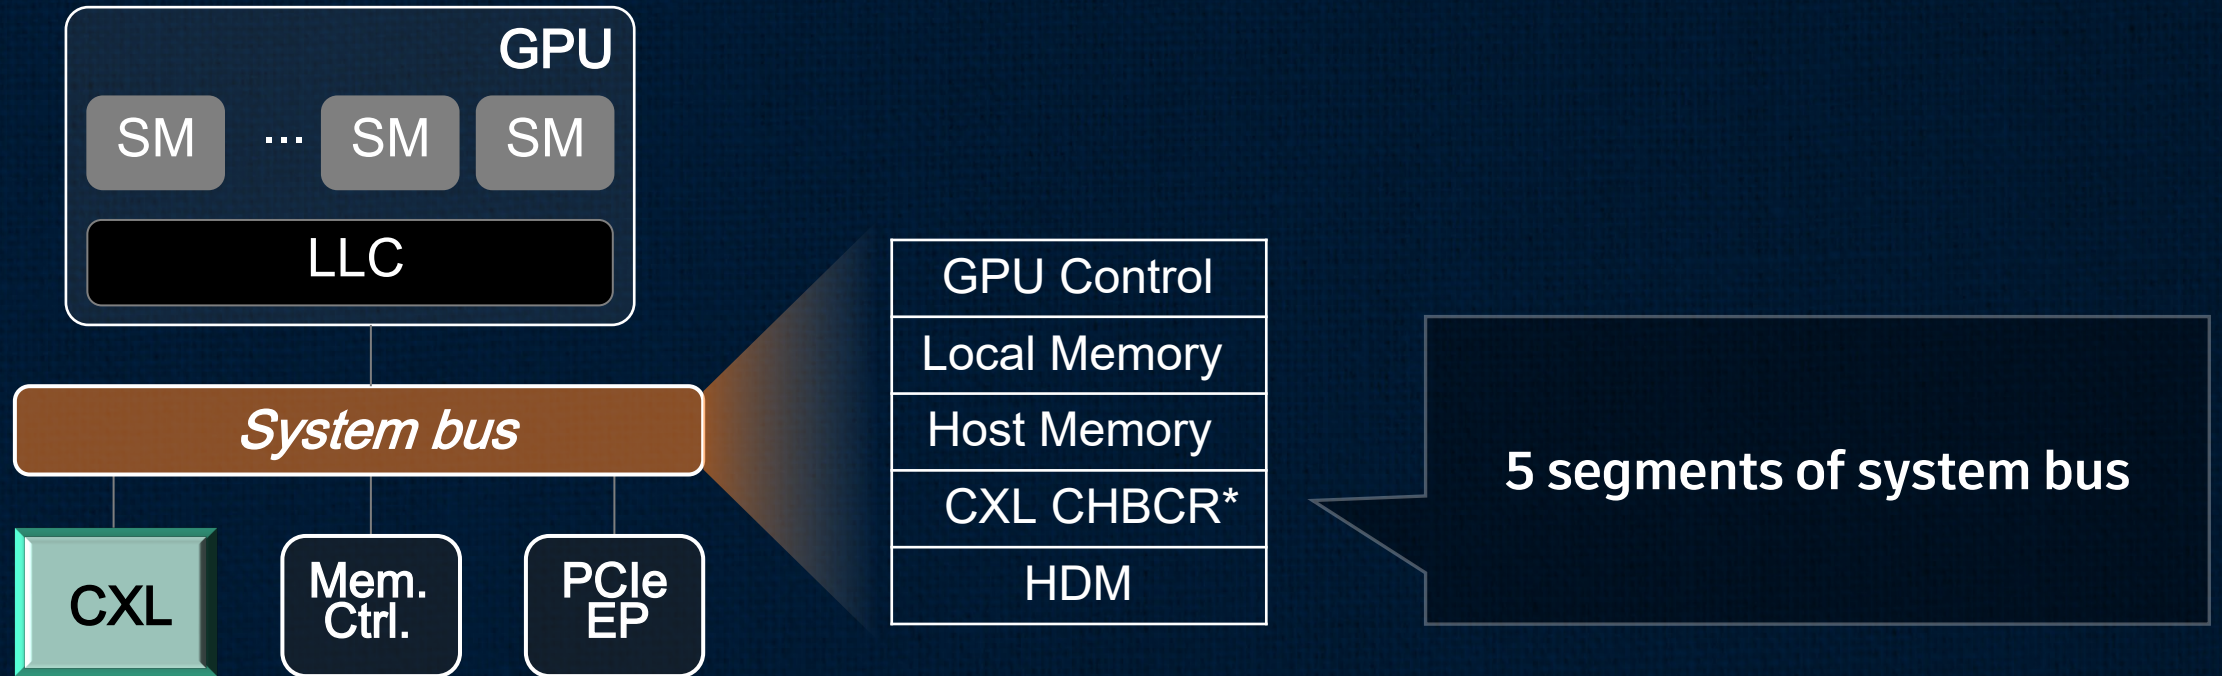 GPU
SM ... SM SM
LLC
System bus
CXL
Mem.
Ctrl.
PCIe
EP
GPU Control
Local Memory
Host Memory
CXL CHBCR*
HDM
5 segments of system bus